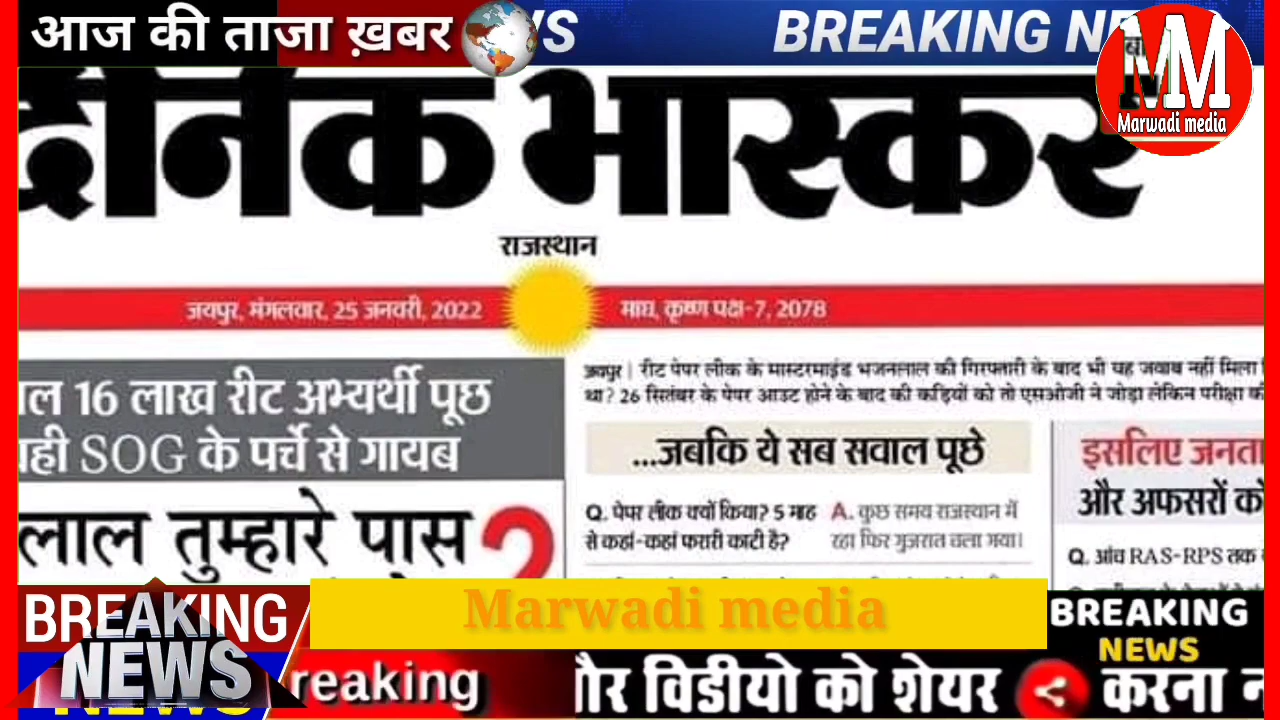 आज की ताजा ख़बर
BREAKING
Marwadi media
भास्कर
राजस्थान
जयपुर, मंगलवार, 25 जनवरी, 2022
माघ, कृष्ण पक्ष-7, 2078
16 लाख रीट अभ्यर्थी पूछ
SOG के पर्चे से गायब
लाल तुम्हारे पास ?
जयपुर | रीट पेपर लीक के मास्टरमाइंड भजनलाल की गिरफ्तारी के बाद भी यह जवाब नहीं मिला
था? 26 सितंबर के पेपर आउट होने के बाद की कड़ियों को तो एसओजी ने जोड़ा लेकिन परीक्षा की
...जबकि ये सब सवाल पूछे
Q. पेपर लीक क्यों किया? 5 माह
से कहां-कहां फरारी काटी है?
A. कुछ समय राजस्थान में
रहा फिर गुजरात चला गया।
इसलिए जनता
और अफसरों को
Q. आंच RAS-RPS तक
BREAKING
NEWS
Marwadi media
BREAKING
NEWS
reaking
विडीयो को शेयर करना